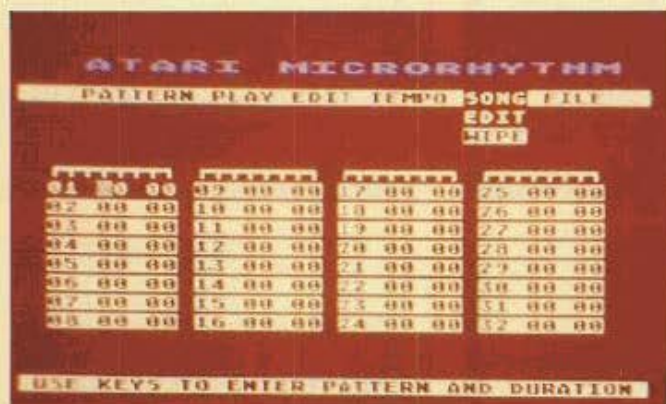 ATARI MICRORHYTHM
PATTERN PLAY EDIT TEMPO SONG FILE
EDIT
WIPE
01 00 00 09 00 00 17 00 00 25 00 00
02 00 00 10 00 00 18 00 00 26 00 00
03 00 00 11 00 00 19 00 00 27 00 00
04 00 00 12 00 00 20 00 00 28 00 00
05 00 00 13 00 00 21 00 00 29 00 00
06 00 00 14 00 00 22 00 00 30 00 00
07 00 00 15 00 00 23 00 00 31 00 00
08 00 00 16 00 00 24 00 00 32 00 00
USE KEYS TO ENTER PATTERN AND DURATION